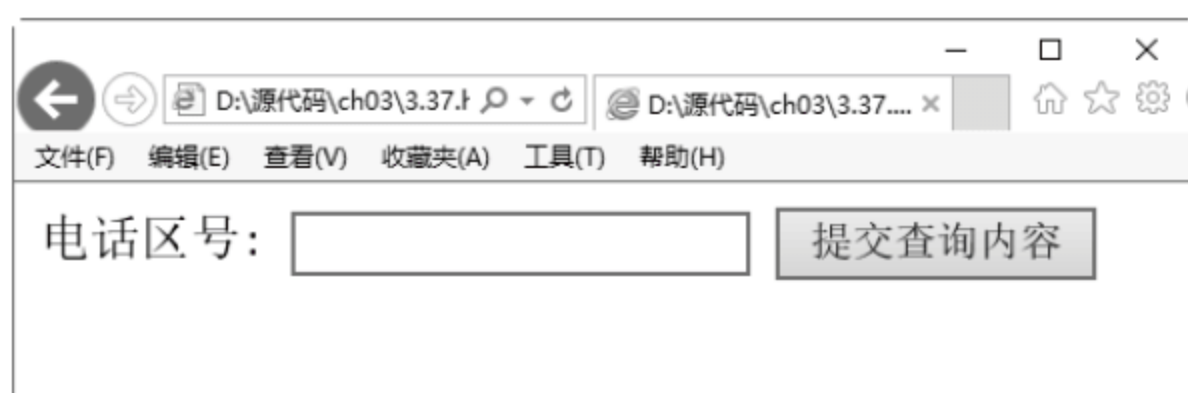 D:\源代码\ch03\3.37.h D:\源代码\ch03\3.37....
文件(F) 编辑(E) 查看(V) 收藏夹(A) 工具(T) 帮助(H)
电话区号: 提交查询内容